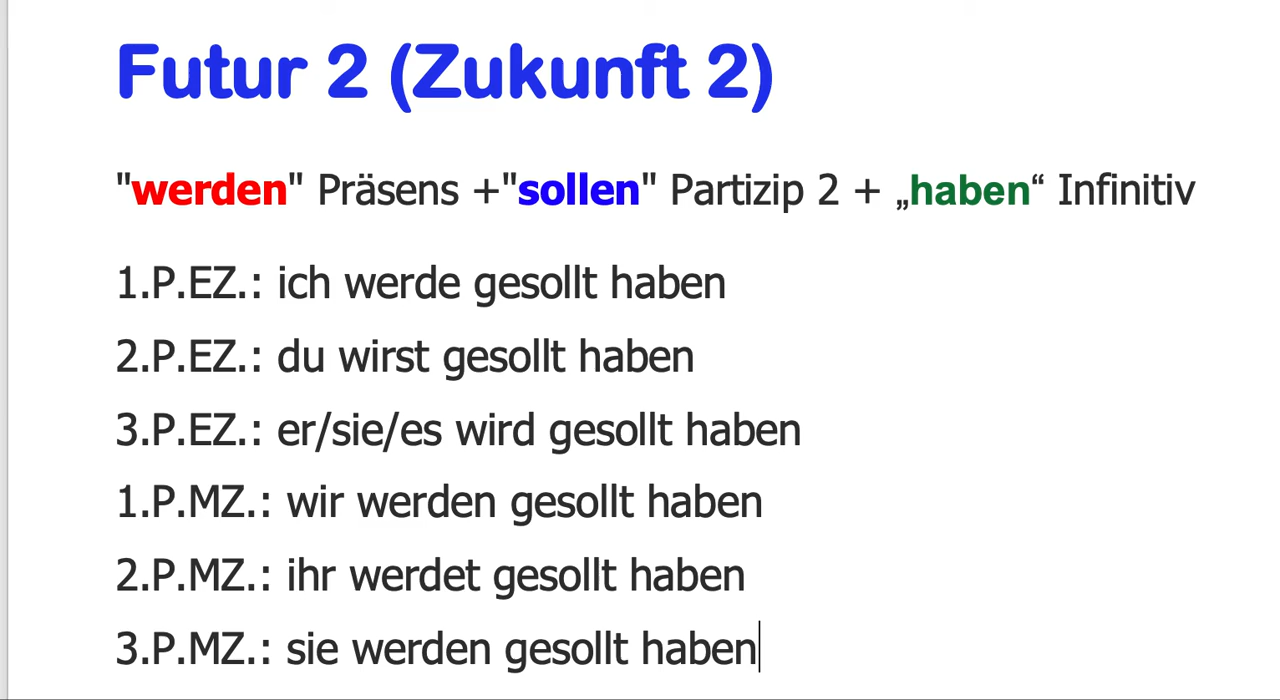 Futur 2 (Zukunft 2)
"werden" Präsens +"sollen" Partizip 2 + „haben“ Infinitiv
1.P.EZ.: ich werde gesollt haben
2.P.EZ.: du wirst gesollt haben
3.P.EZ.: er/sie/es wird gesollt haben
1.P.MZ.: wir werden gesollt haben
2.P.MZ.: ihr werdet gesollt haben
3.P.MZ.: sie werden gesollt haben